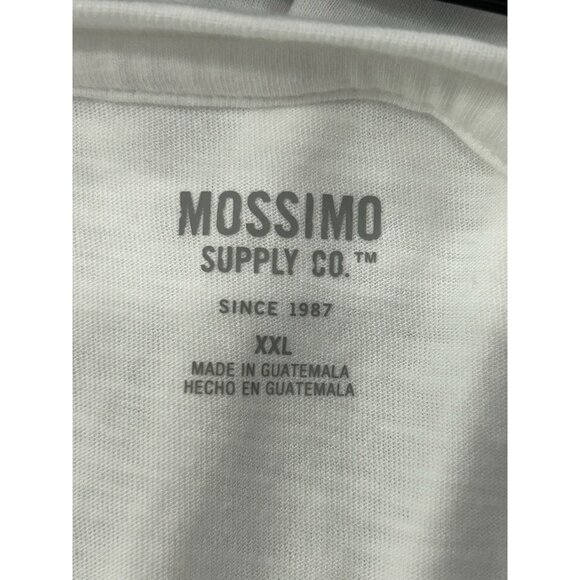 MOSSIMO
SUPPLY CO.™
SINCE 1987
XXL
MADE IN GUATEMALA
HECHO EN GUATEMALA